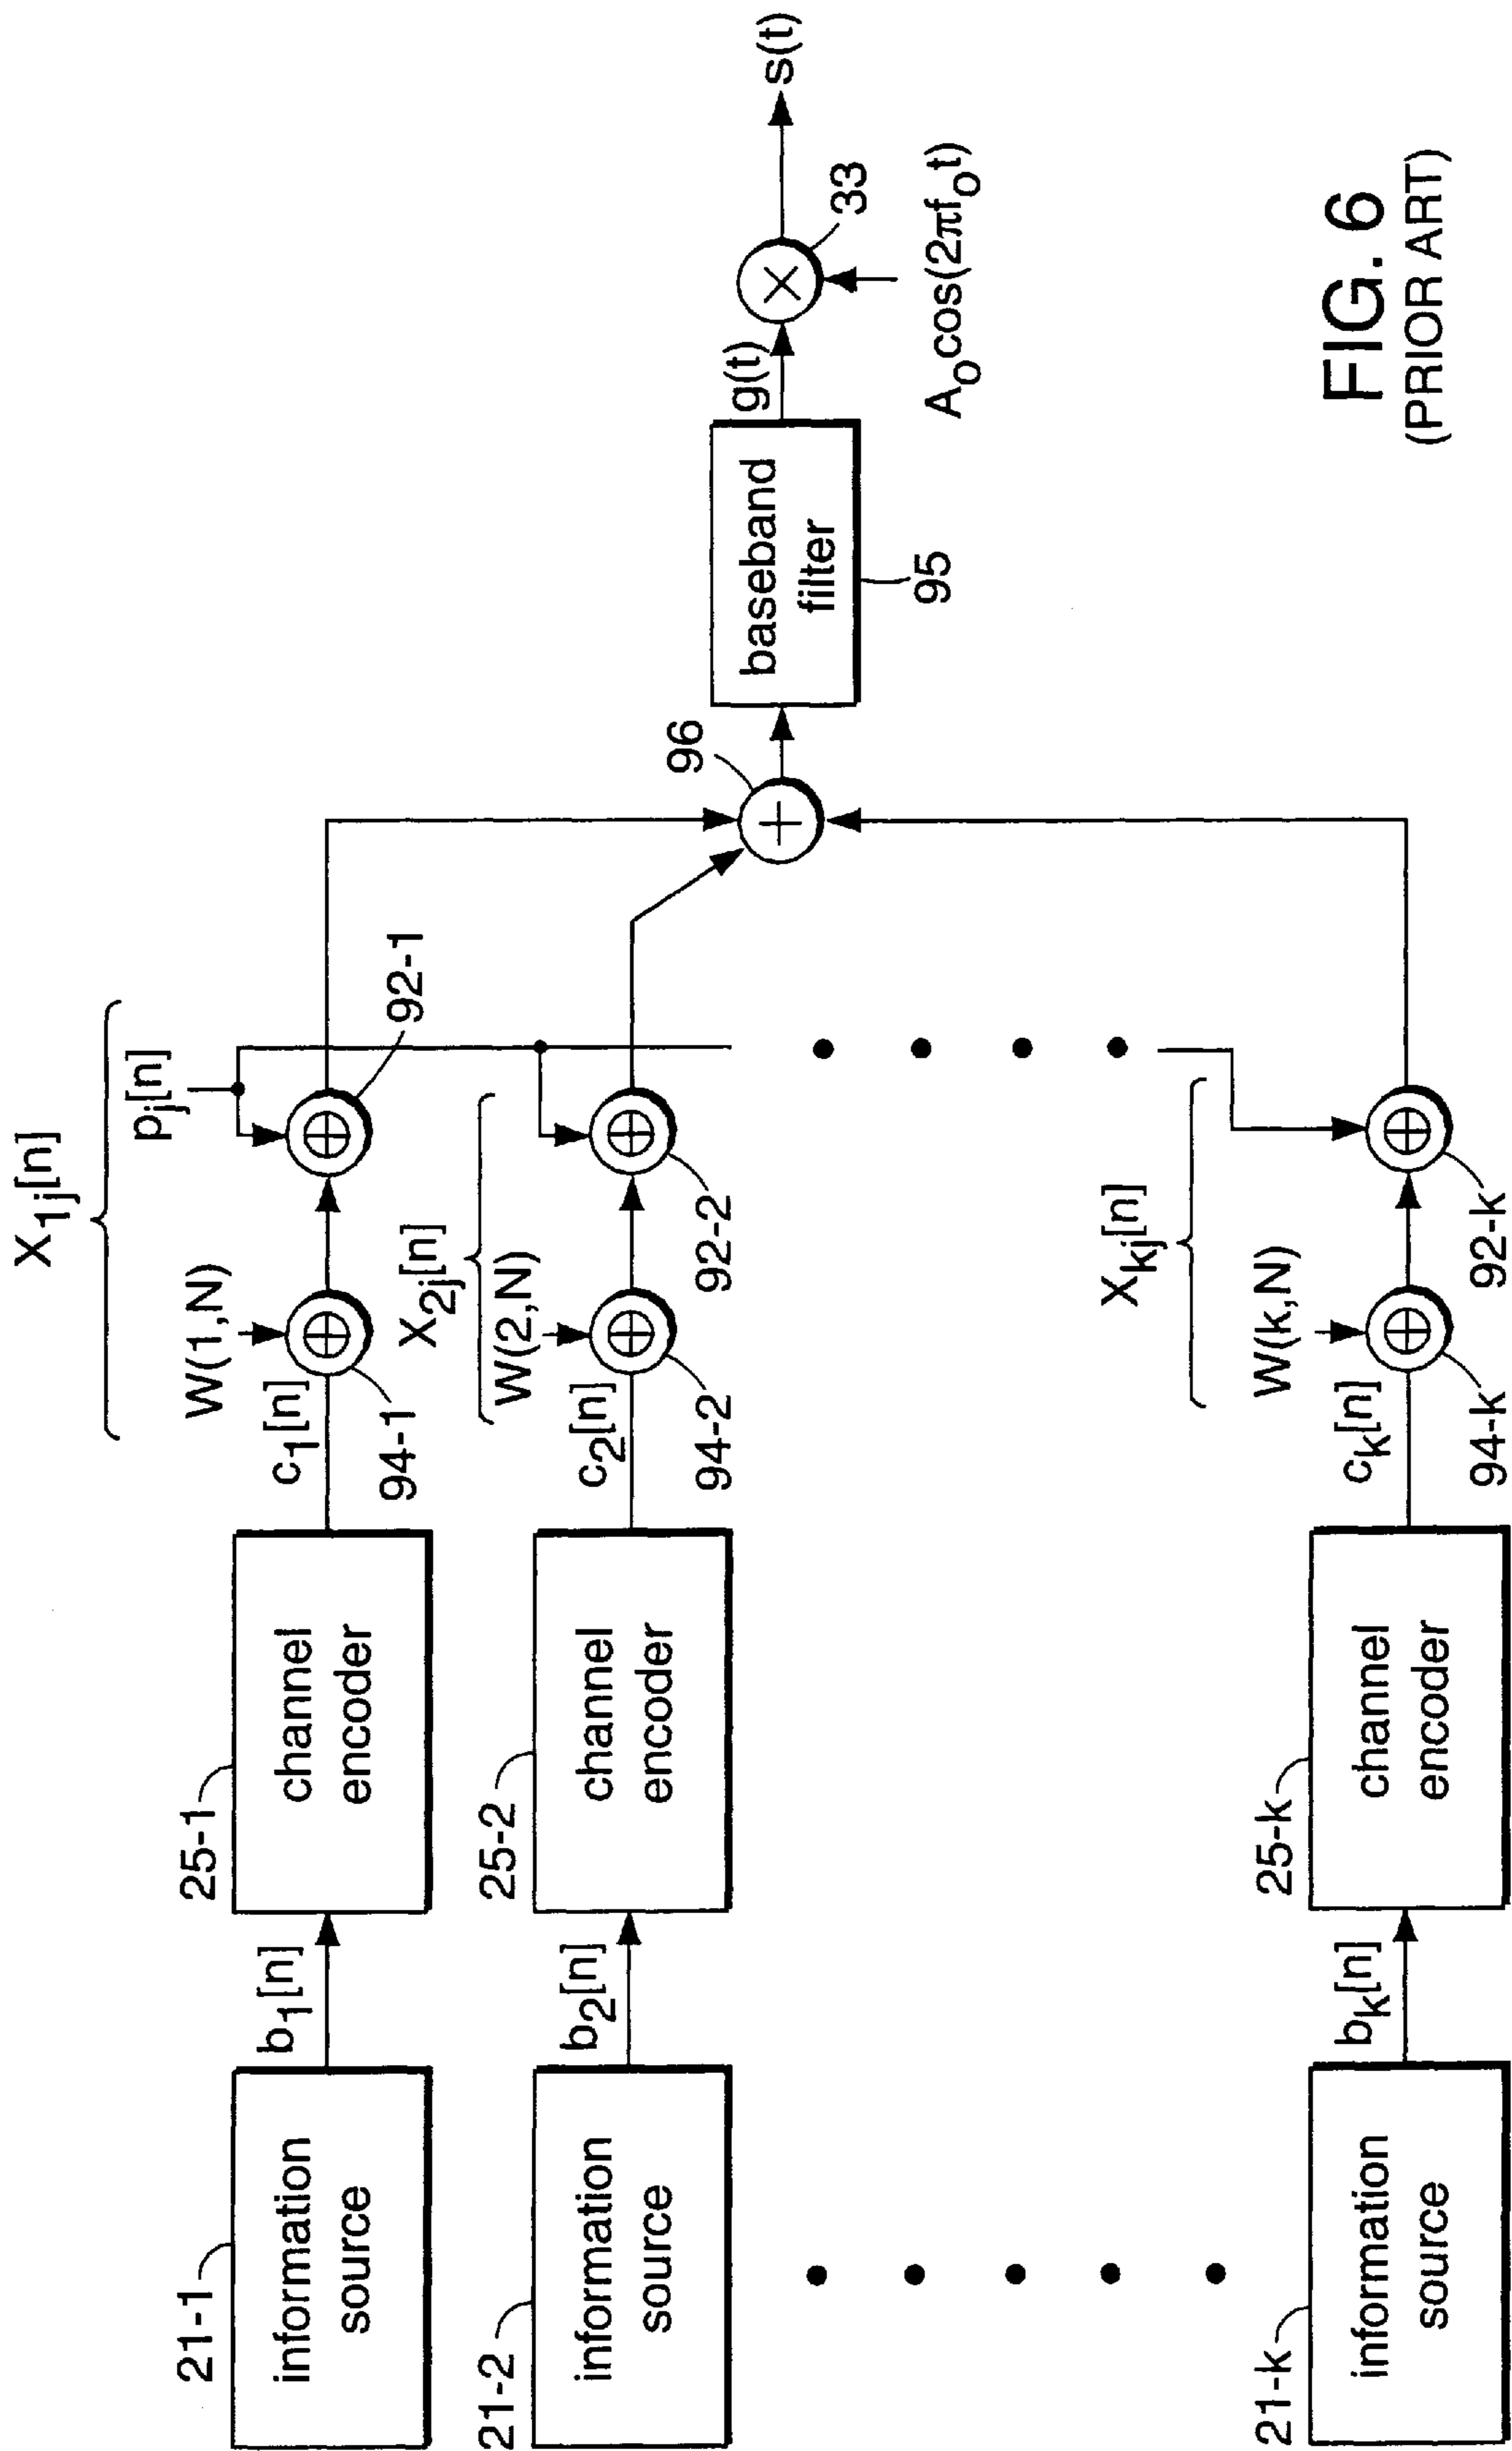 X1j[n]
pj[n]
W(1,N)
21-1
information
source
b1[n]
25-1
channel
encoder
c1[n]
94-1
92-1
X2j[n]
W(2,N)
21-2
information
source
b2[n]
25-2
channel
encoder
c2[n]
94-2
92-2
96
baseband
filter
95
g(t)
33
A0cos(2πf0t)
s(t)
Xkj[n]
W(k,N)
21-k
information
source
bk[n]
25-k
channel
encoder
ck[n]
94-k
92-k
FIG. 6
(PRIOR ART)